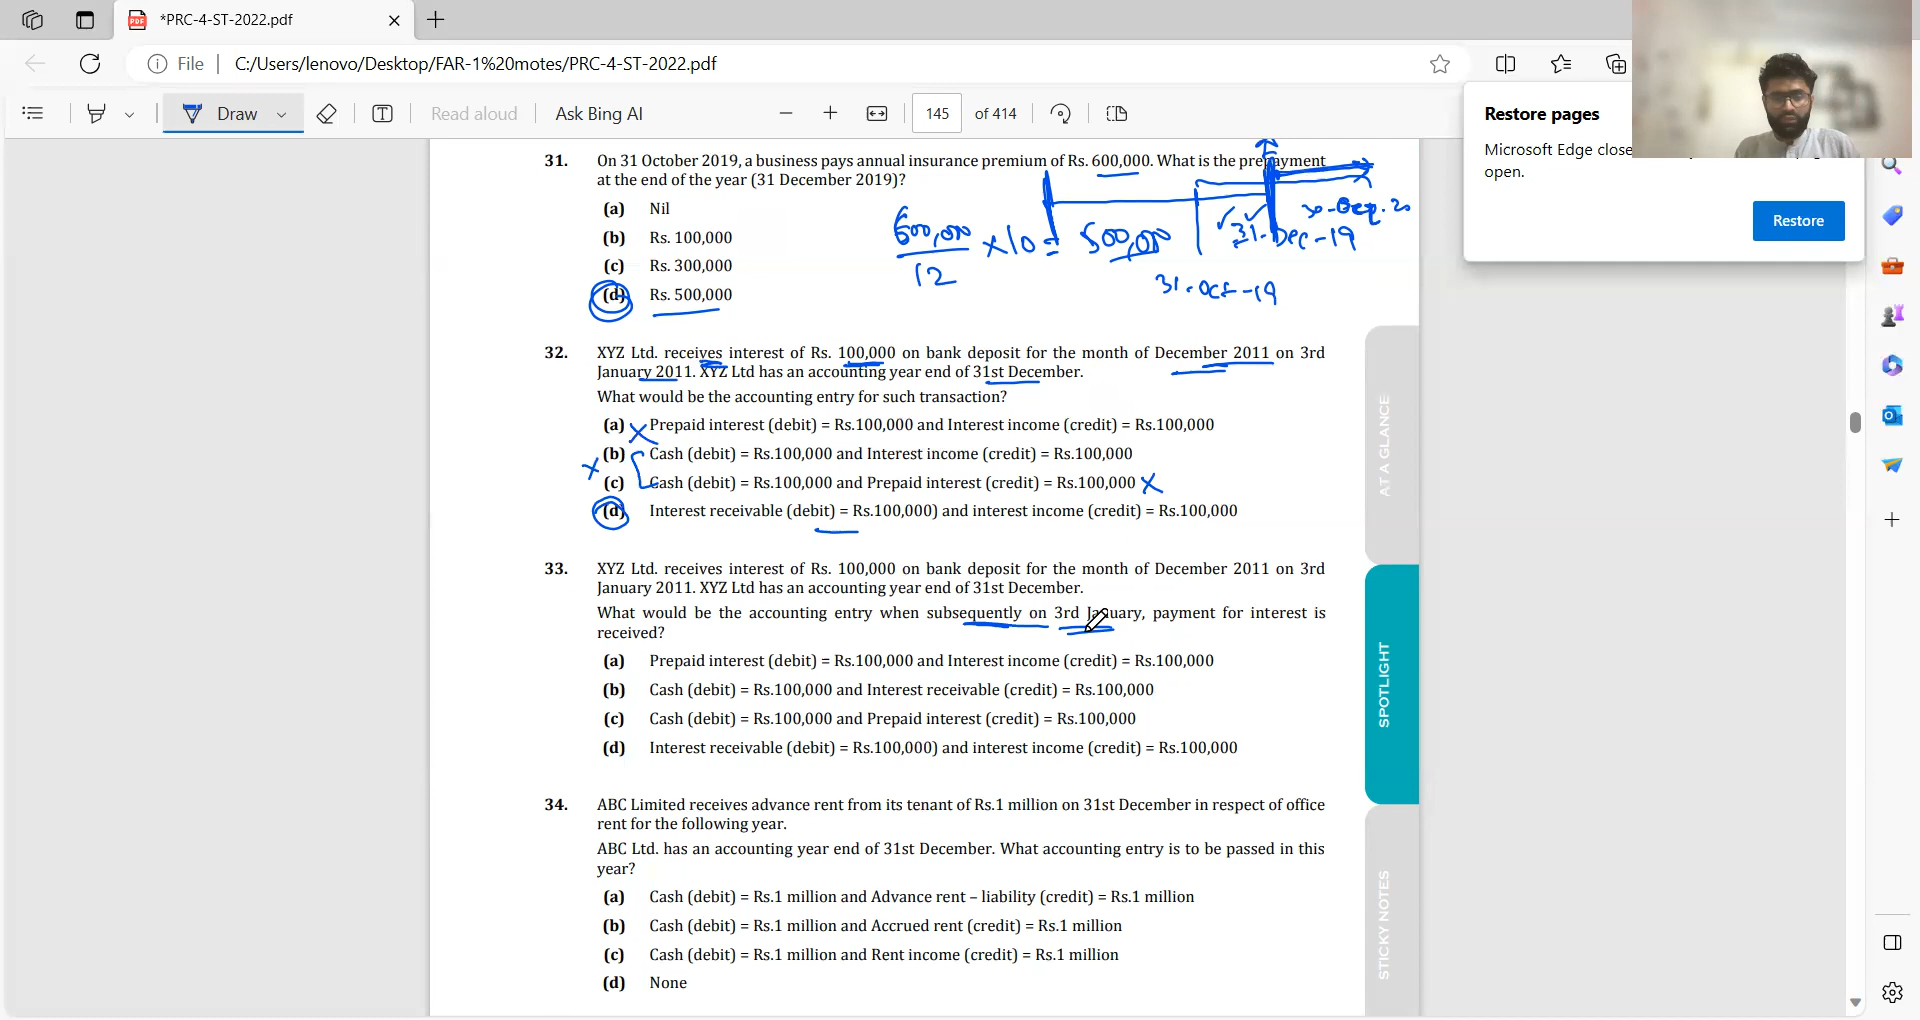 *PRC-4-ST-2022.pdf
File | C:/Users/lenovo/Desktop/FAR-1%20motes/PRC-4-ST-2022.pdf
Draw
Read aloud
Ask Bing AI
145 of 414
Restore pages
Microsoft Edge close
open.
Restore
31. On 31 October 2019, a business pays annual insurance premium of Rs. 600,000. What is the prepayment
at the end of the year (31 December 2019)?
(a) Nil
(b) Rs. 100,000
(c) Rs. 300,000
(d) Rs. 500,000
600,000
12
×10 = 500,000
31-Dec-19
31-Oct-19
32. XYZ Ltd. receives interest of Rs. 100,000 on bank deposit for the month of December 2011 on 3rd
January 2011. XYZ Ltd has an accounting year end of 31st December.
What would be the accounting entry for such transaction?
(a) Prepaid interest (debit) = Rs.100,000 and Interest income (credit) = Rs.100,000
(b) Cash (debit) = Rs.100,000 and Interest income (credit) = Rs.100,000
(c) Cash (debit) = Rs.100,000 and Prepaid interest (credit) = Rs.100,000
(d) Interest receivable (debit) = Rs.100,000) and interest income (credit) = Rs.100,000
33. XYZ Ltd. receives interest of Rs. 100,000 on bank deposit for the month of December 2011 on 3rd
January 2011. XYZ Ltd has an accounting year end of 31st December.
What would be the accounting entry when subsequently on 3rd January, payment for interest is
received?
(a) Prepaid interest (debit) = Rs.100,000 and Interest income (credit) = Rs.100,000
(b) Cash (debit) = Rs.100,000 and Interest receivable (credit) = Rs.100,000
(c) Cash (debit) = Rs.100,000 and Prepaid interest (credit) = Rs.100,000
(d) Interest receivable (debit) = Rs.100,000) and interest income (credit) = Rs.100,000
34. ABC Limited receives advance rent from its tenant of Rs.1 million on 31st December in respect of office
rent for the following year.
ABC Ltd. has an accounting year end of 31st December. What accounting entry is to be passed in this
year?
(a) Cash (debit) = Rs.1 million and Advance rent – liability (credit) = Rs.1 million
(b) Cash (debit) = Rs.1 million and Accrued rent (credit) = Rs.1 million
(c) Cash (debit) = Rs.1 million and Rent income (credit) = Rs.1 million
(d) None
AT A GLANCE
SPOTLIGHT
STICKY NOTES